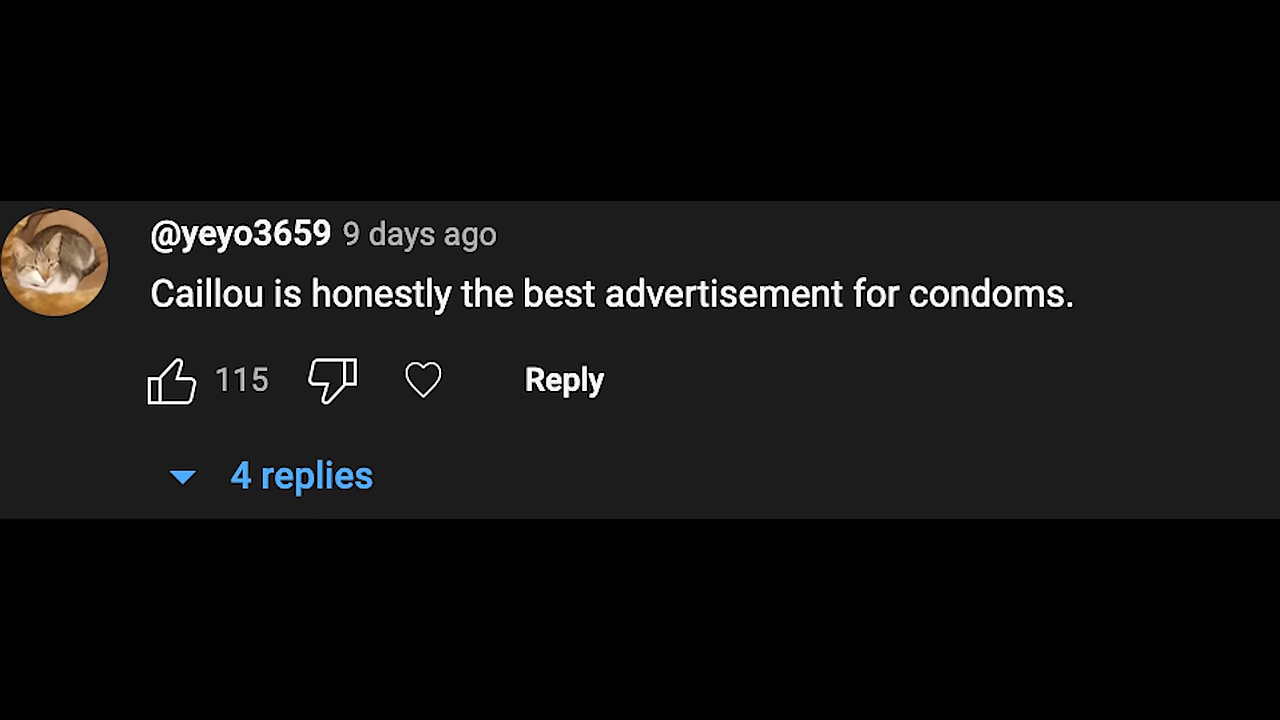 @yeyo3659 9 days ago
Caillou is honestly the best advertisement for condoms.
115 Reply
4 replies